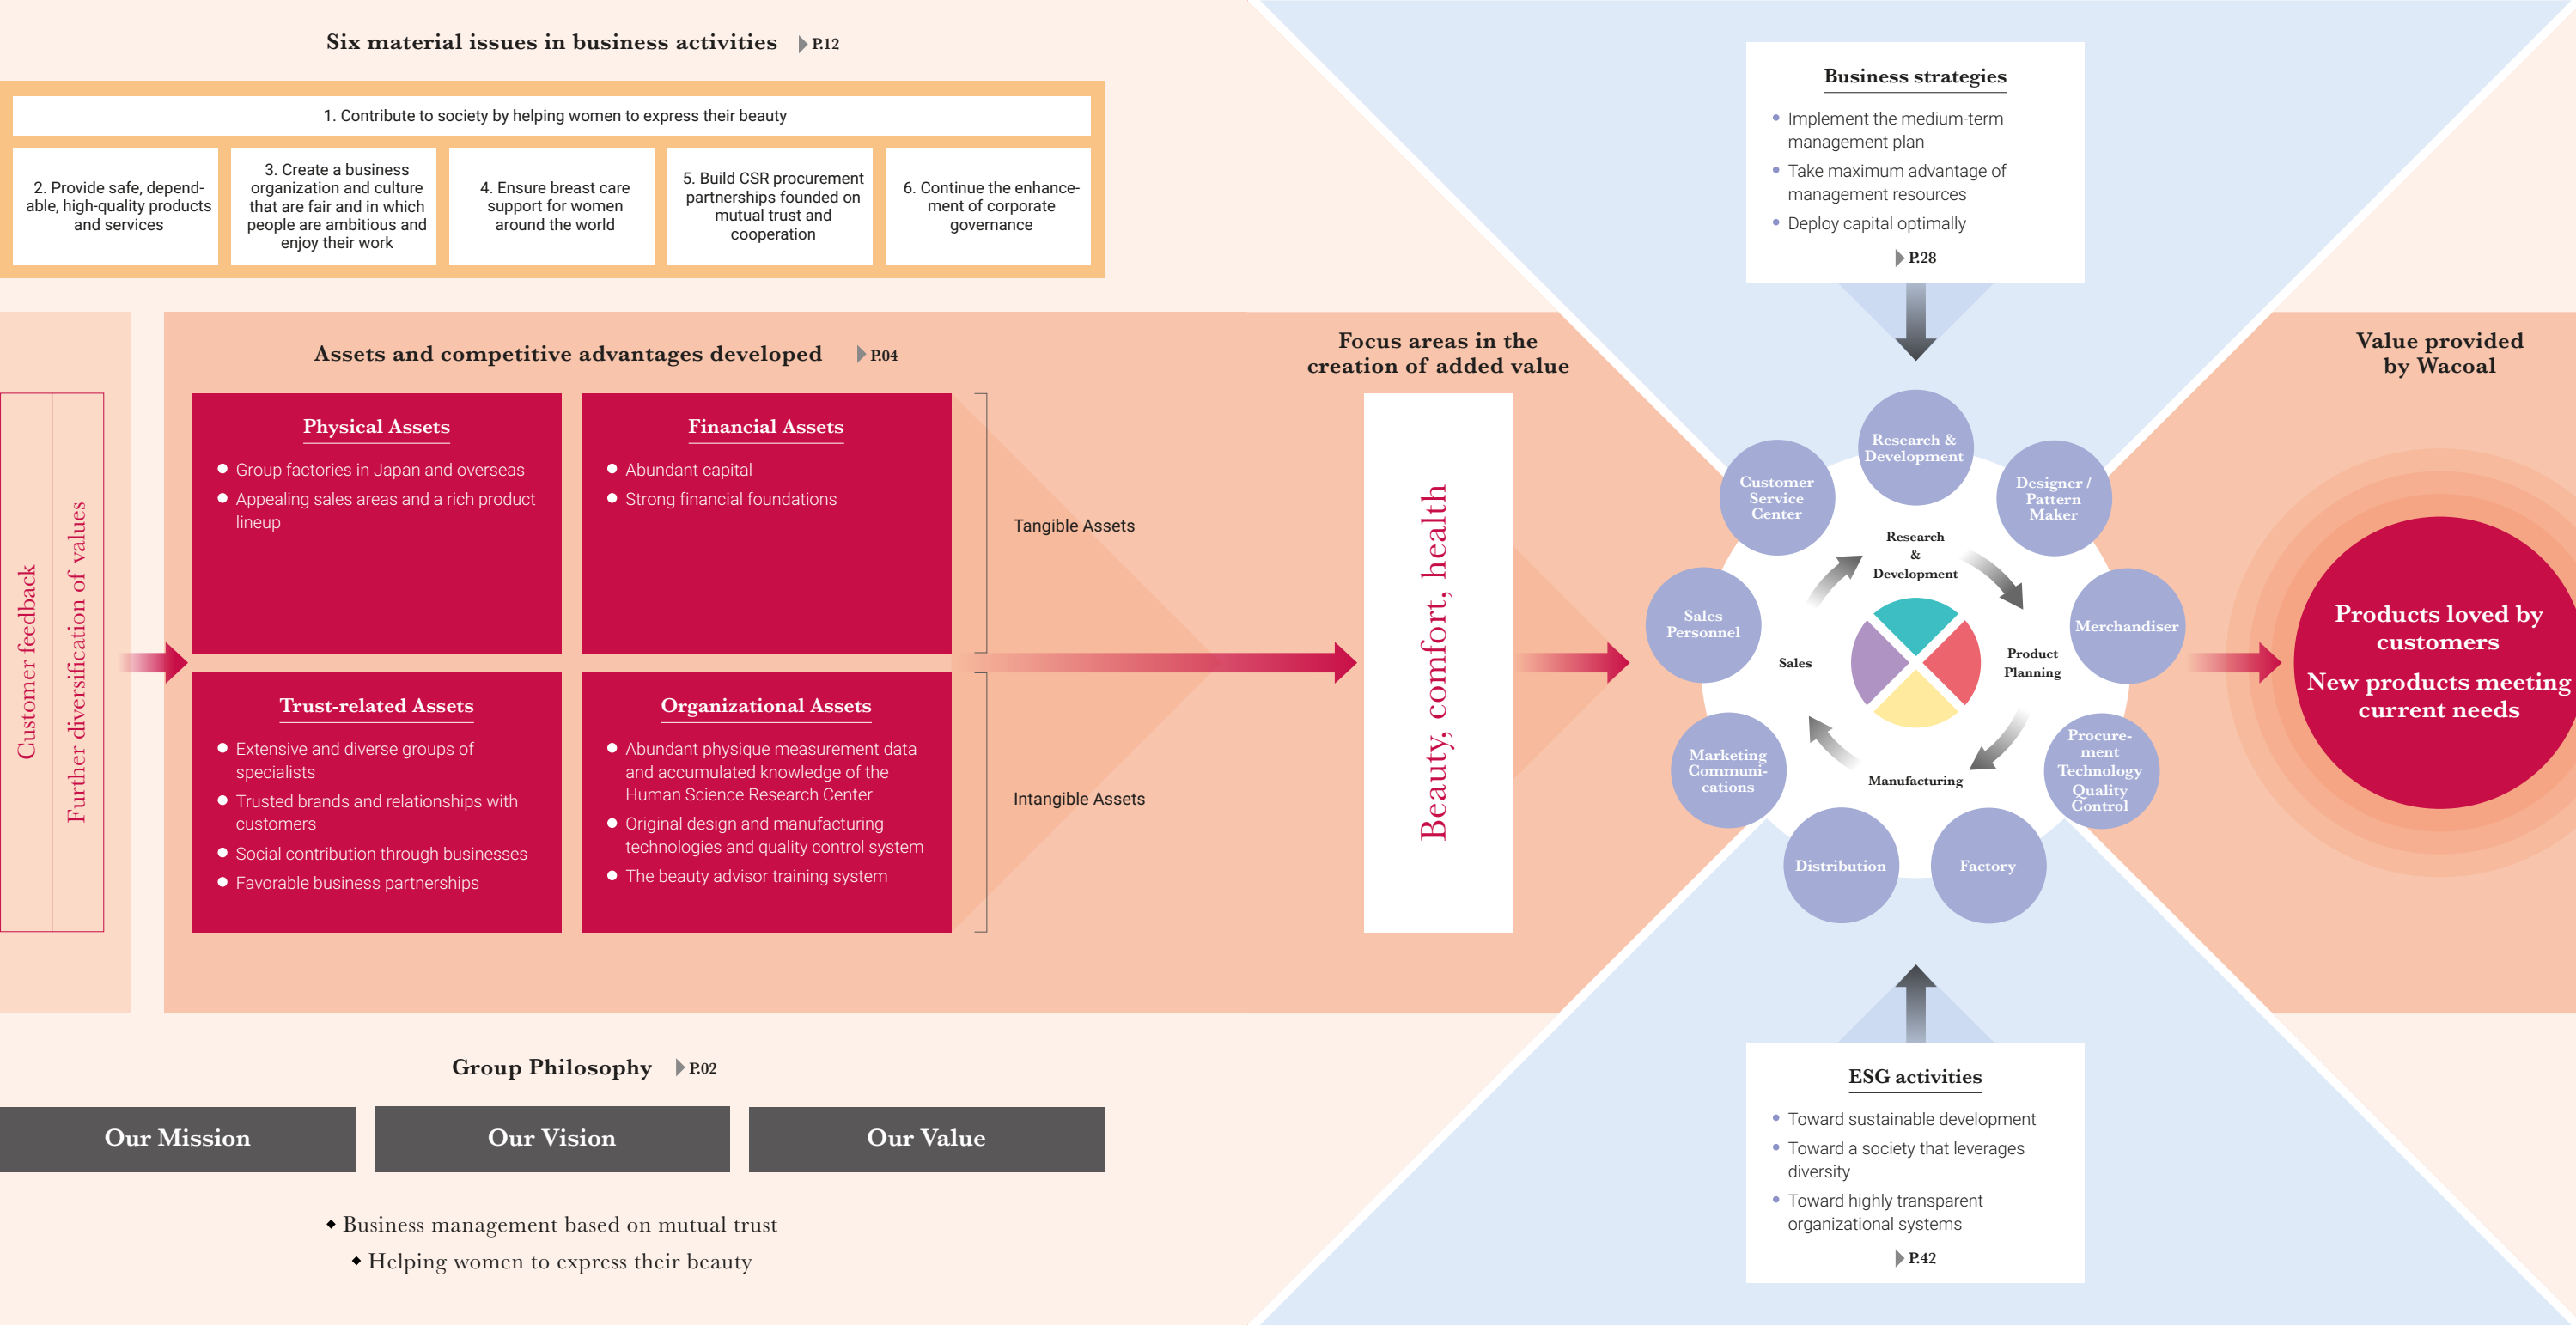 Six material issues in business activities P.12
1. Contribute to society by helping women to express their beauty
2. Provide safe, depend-
able, high-quality products
and services
3. Create a business
organization and culture
that are fair and in which
people are ambitious and
enjoy their work
4. Ensure breast care
support for women
around the world
5. Build CSR procurement
partnerships founded on
mutual trust and
cooperation
6. Continue the enhance-
ment of corporate
governance
Customer feedback
Further diversification of values
Assets and competitive advantages developed P.04
Physical Assets
Group factories in Japan and overseas
Appealing sales areas and a rich product
lineup
Financial Assets
Abundant capital
Strong financial foundations
Tangible Assets
Trust-related Assets
Extensive and diverse groups of
specialists
Trusted brands and relationships with
customers
Social contribution through businesses
Favorable business partnerships
Organizational Assets
Abundant physique measurement data
and accumulated knowledge of the
Human Science Research Center
Original design and manufacturing
technologies and quality control system
The beauty advisor training system
Intangible Assets
Focus areas in the
creation of added value
Beauty, comfort, health
Business strategies
• Implement the medium-term
management plan
• Take maximum advantage of
management resources
• Deploy capital optimally
P.28
Research &
Development
Designer /
Pattern
Maker
Merchandiser
Procure-
ment
Technology
Quality
Control
Factory
Distribution
Marketing
Communi-
cations
Sales
Personnel
Customer
Service
Center
Research
&
Development
Product
Planning
Manufacturing
Sales
ESG activities
• Toward sustainable development
• Toward a society that leverages
diversity
• Toward highly transparent
organizational systems
P.42
Value provided
by Wacoal
Products loved by
customers
New products meeting
current needs
Group Philosophy P.02
Our Mission
Our Vision
Our Value
◆ Business management based on mutual trust
◆ Helping women to express their beauty